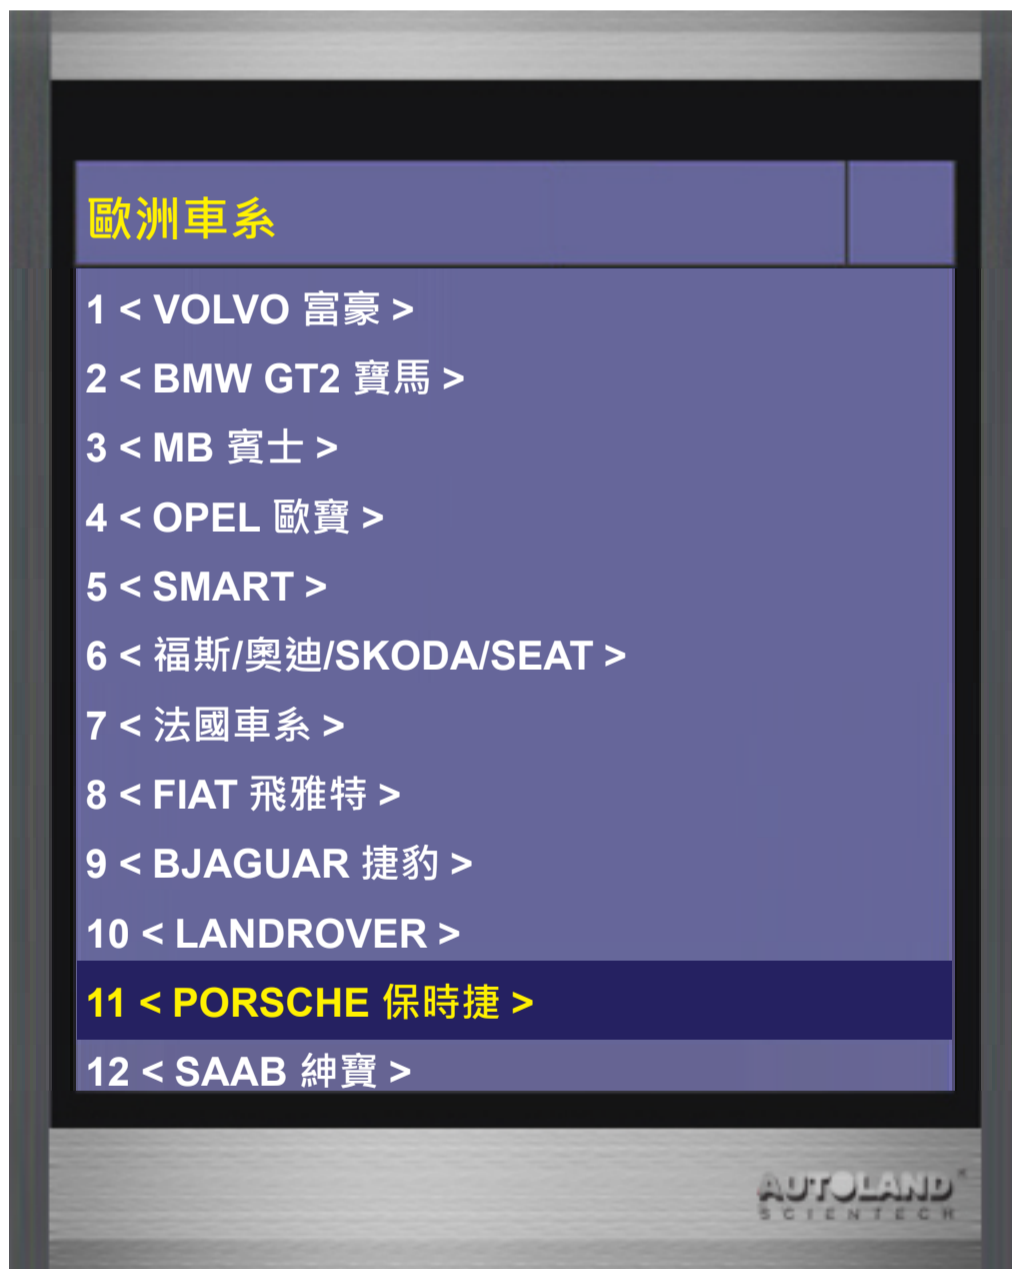 歐洲車系
1 < VOLVO 富豪 >
2 < BMW GT2 寶馬 >
3 < MB 賓士 >
4 < OPEL 歐寶 >
5 < SMART >
6 < 福斯/奧迪/SKODA/SEAT >
7 < 法國車系 >
8 < FIAT 飛雅特 >
9 < BJAGUAR 捷豹 >
10 < LANDROVER >
11 < PORSCHE 保時捷 >
12 < SAAB 紳寶 >
AUTOLAND
SCIENTECH